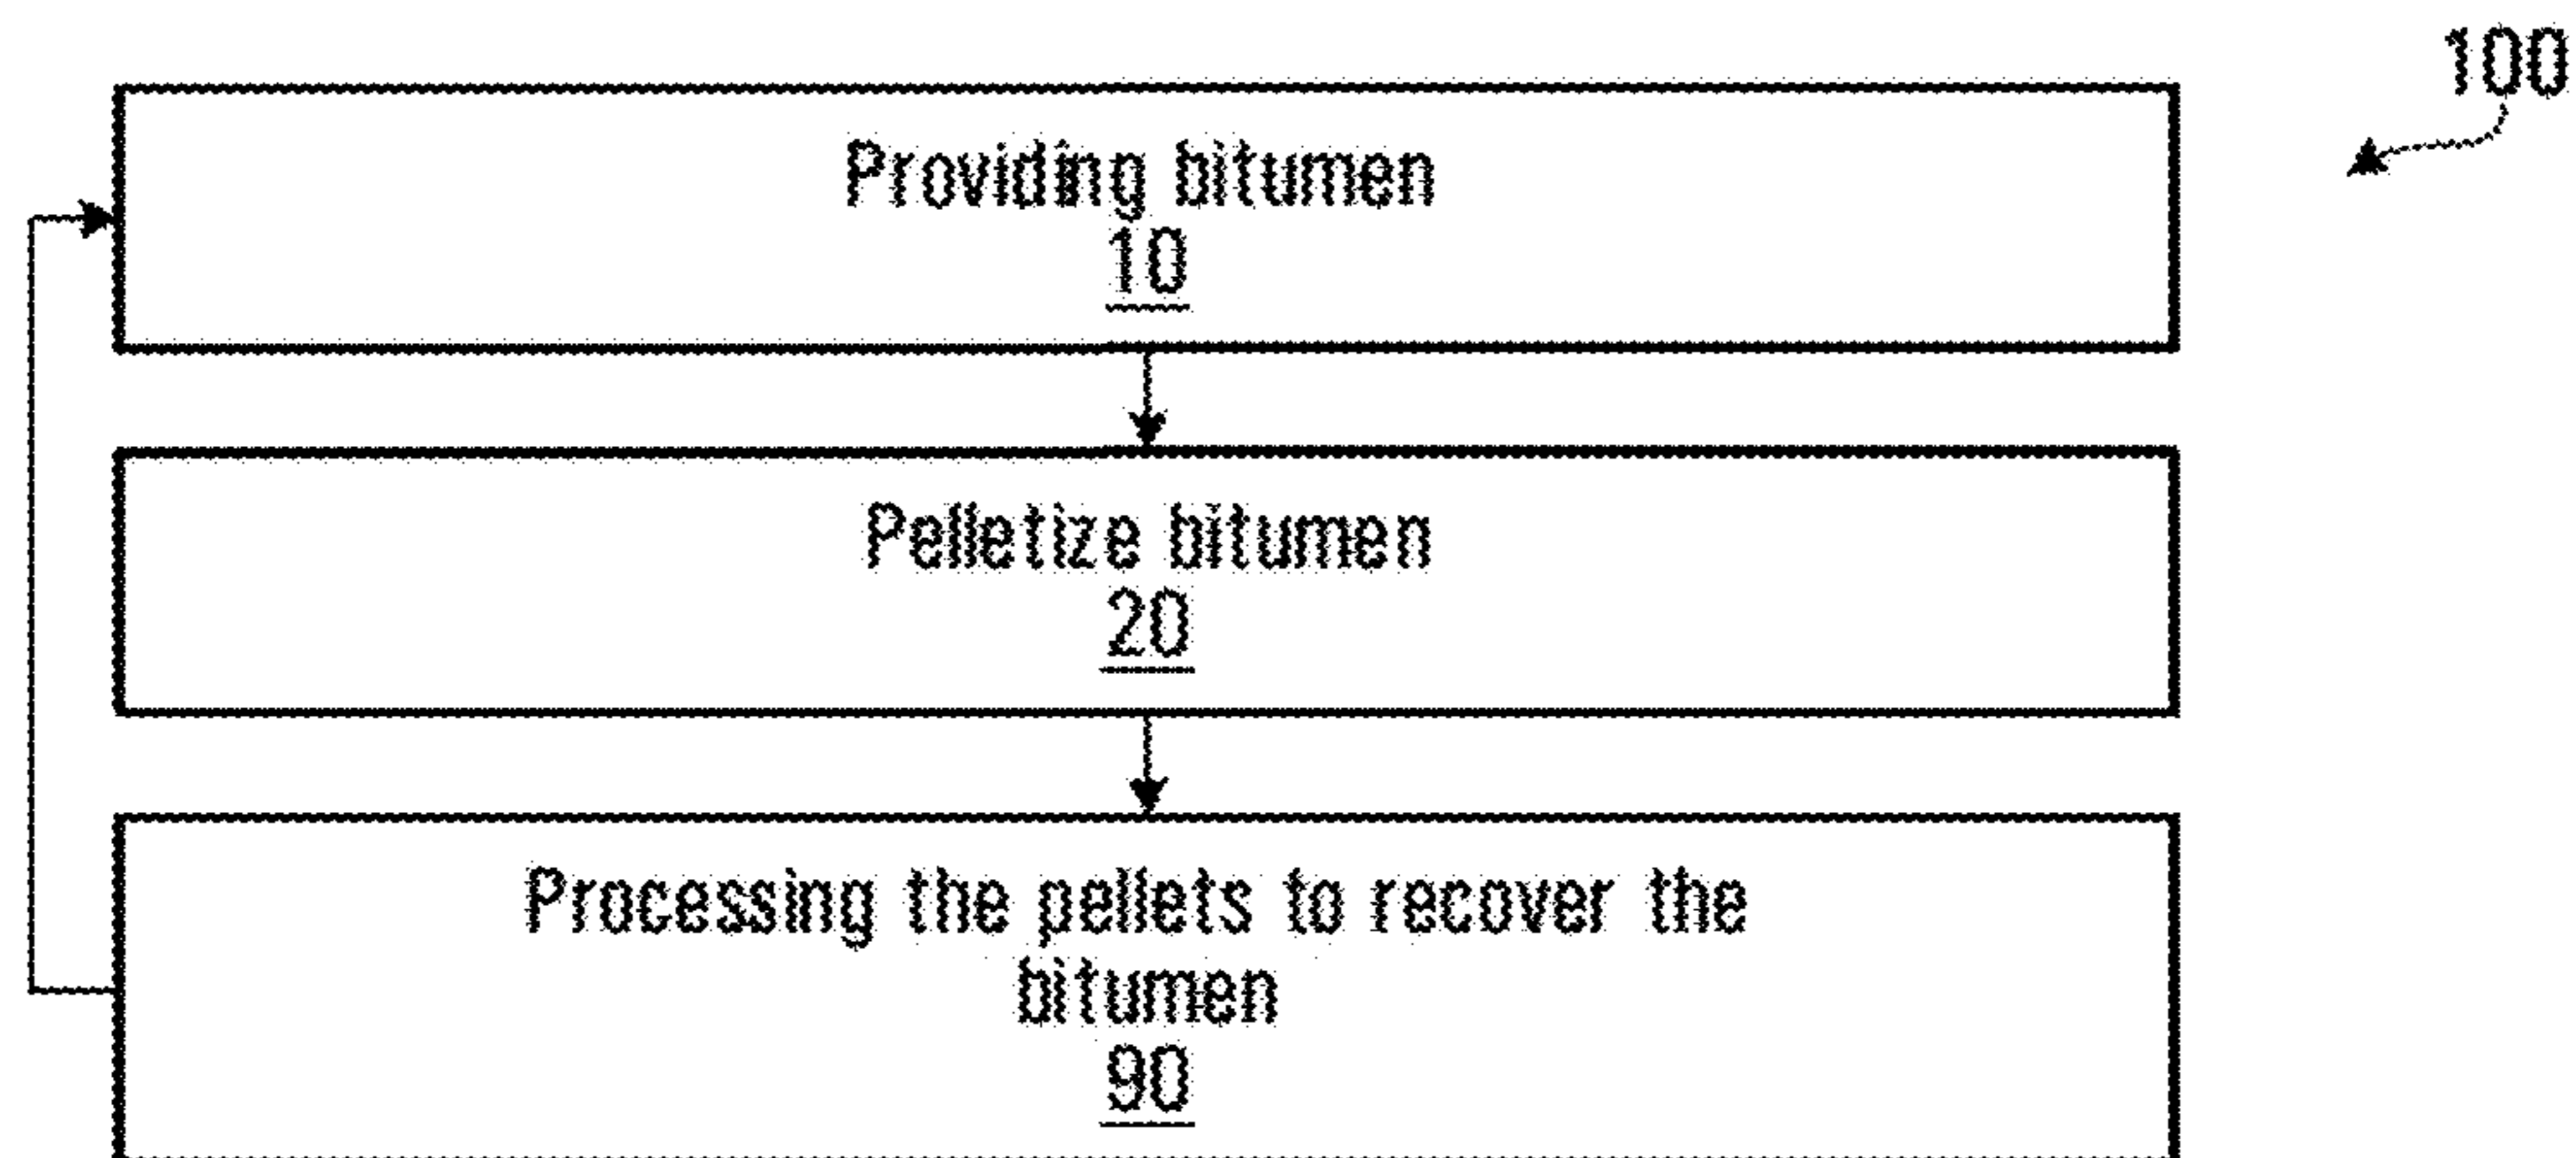 100
Providing bitumen
10
Pelletize bitumen
20
Processing the pellets to recover the
bitumen
90